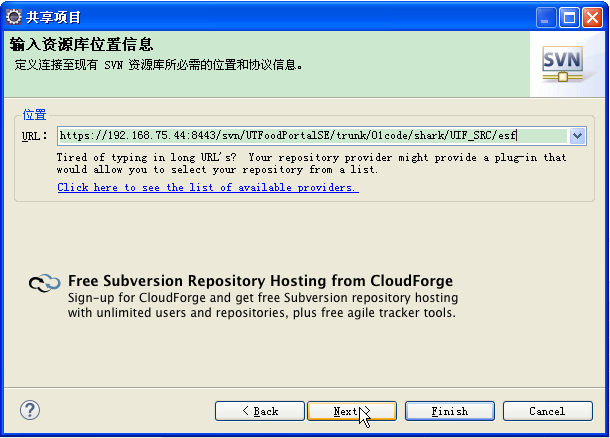 共享项目
输入资源库位置信息
定义连接至现有 SVN 资源库所必需的位置和协议信息。
SVN
位置
URL:
https://192.168.75.44:8443/svn/UTFoodPortalSE/trunk/01code/shark/UIF_SRC/esf
Tired of typing in long URL's? Your repository provider might provide a plug-in that
would allow you to select your repository from a list.
Click here to see the list of available providers.
Free Subversion Repository Hosting from CloudForge
Sign-up for CloudForge and get free Subversion repository hosting
with unlimited users and repositories, plus free agile tracker tools.
?
< Back
Next >
Finish
Cancel